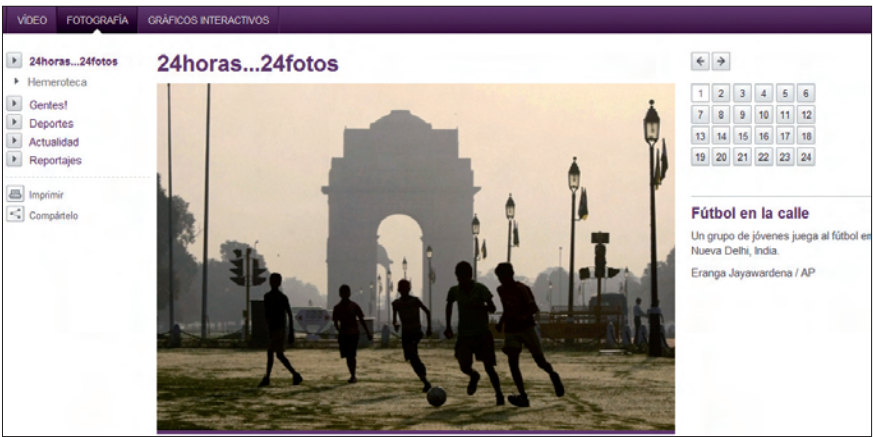 VÍDEO FOTOGRAFÍA GRÁFICOS INTERACTIVOS
24horas...24fotos
Hemeroteca
Gentes!
Deportes
Actualidad
Reportajes
Imprimir
Compártelo
24horas...24fotos
1 2 3 4 5 6
7 8 9 10 11 12
13 14 15 16 17 18
19 20 21 22 23 24
Fútbol en la calle
Un grupo de jóvenes juega al fútbol en
Nueva Delhi, India.
Eranga Jayawardena / AP